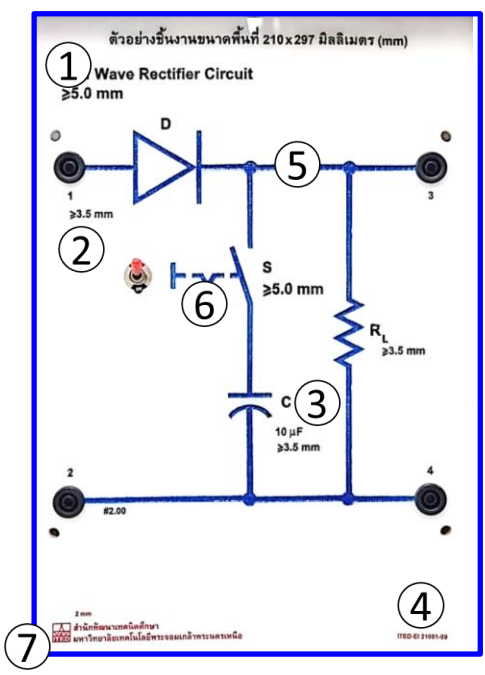 ตัวอย่างชิ้นงานขนาดพื้นที่ 210x297 มิลลิเมตร (mm)
1
Wave Rectifier Circuit
≥5.0 mm
D
5
1
3
≥3.5 mm
2
S
≥5.0 mm
6
R_L
≥3.5 mm
C
3
10 µF
≥3.5 mm
2
4
#2.00
4
2 mm
สำนักพัฒนาเทคนิคศึกษา
มหาวิทยาลัยเทคโนโลยีพระจอมเกล้าพระนครเหนือ
ITED-EI 21001-09
7